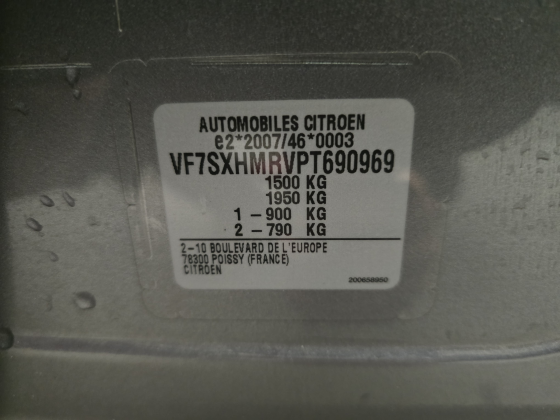 AUTOMOBILES CITROEN
e2*2007/46*0003
VF7SXHMRVPT690969
1500 KG
1950 KG
1 - 900 KG
2 - 790 KG
2-10 BOULEVARD DE L'EUROPE
78300 POISSY (FRANCE)
CITROEN
200658950